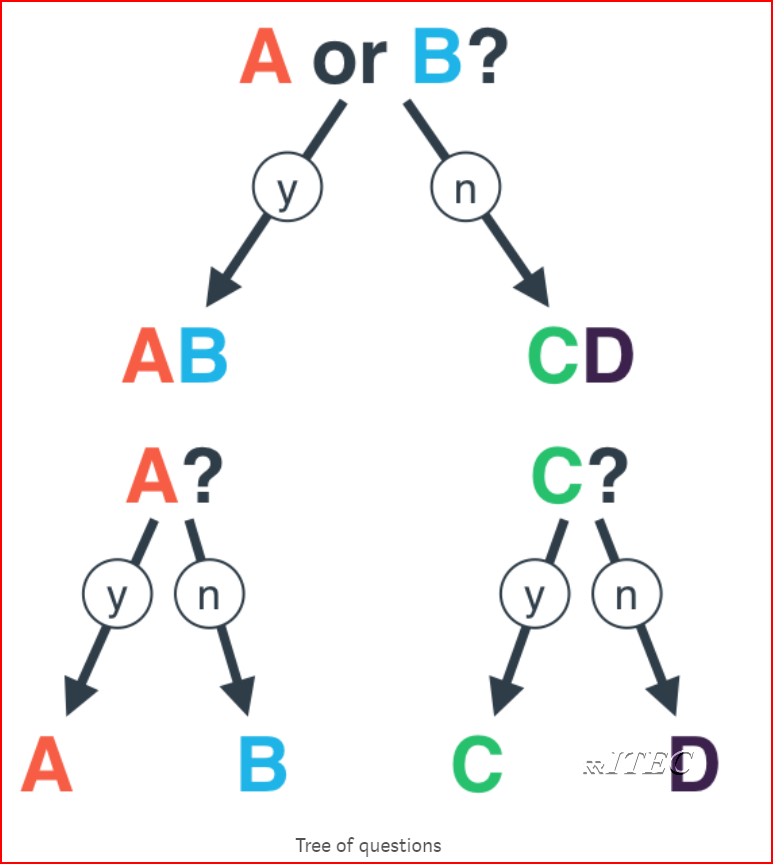 A or B?
y n
AB CD
A? C?
y n y n
A B C D
RRITEC
Tree of questions